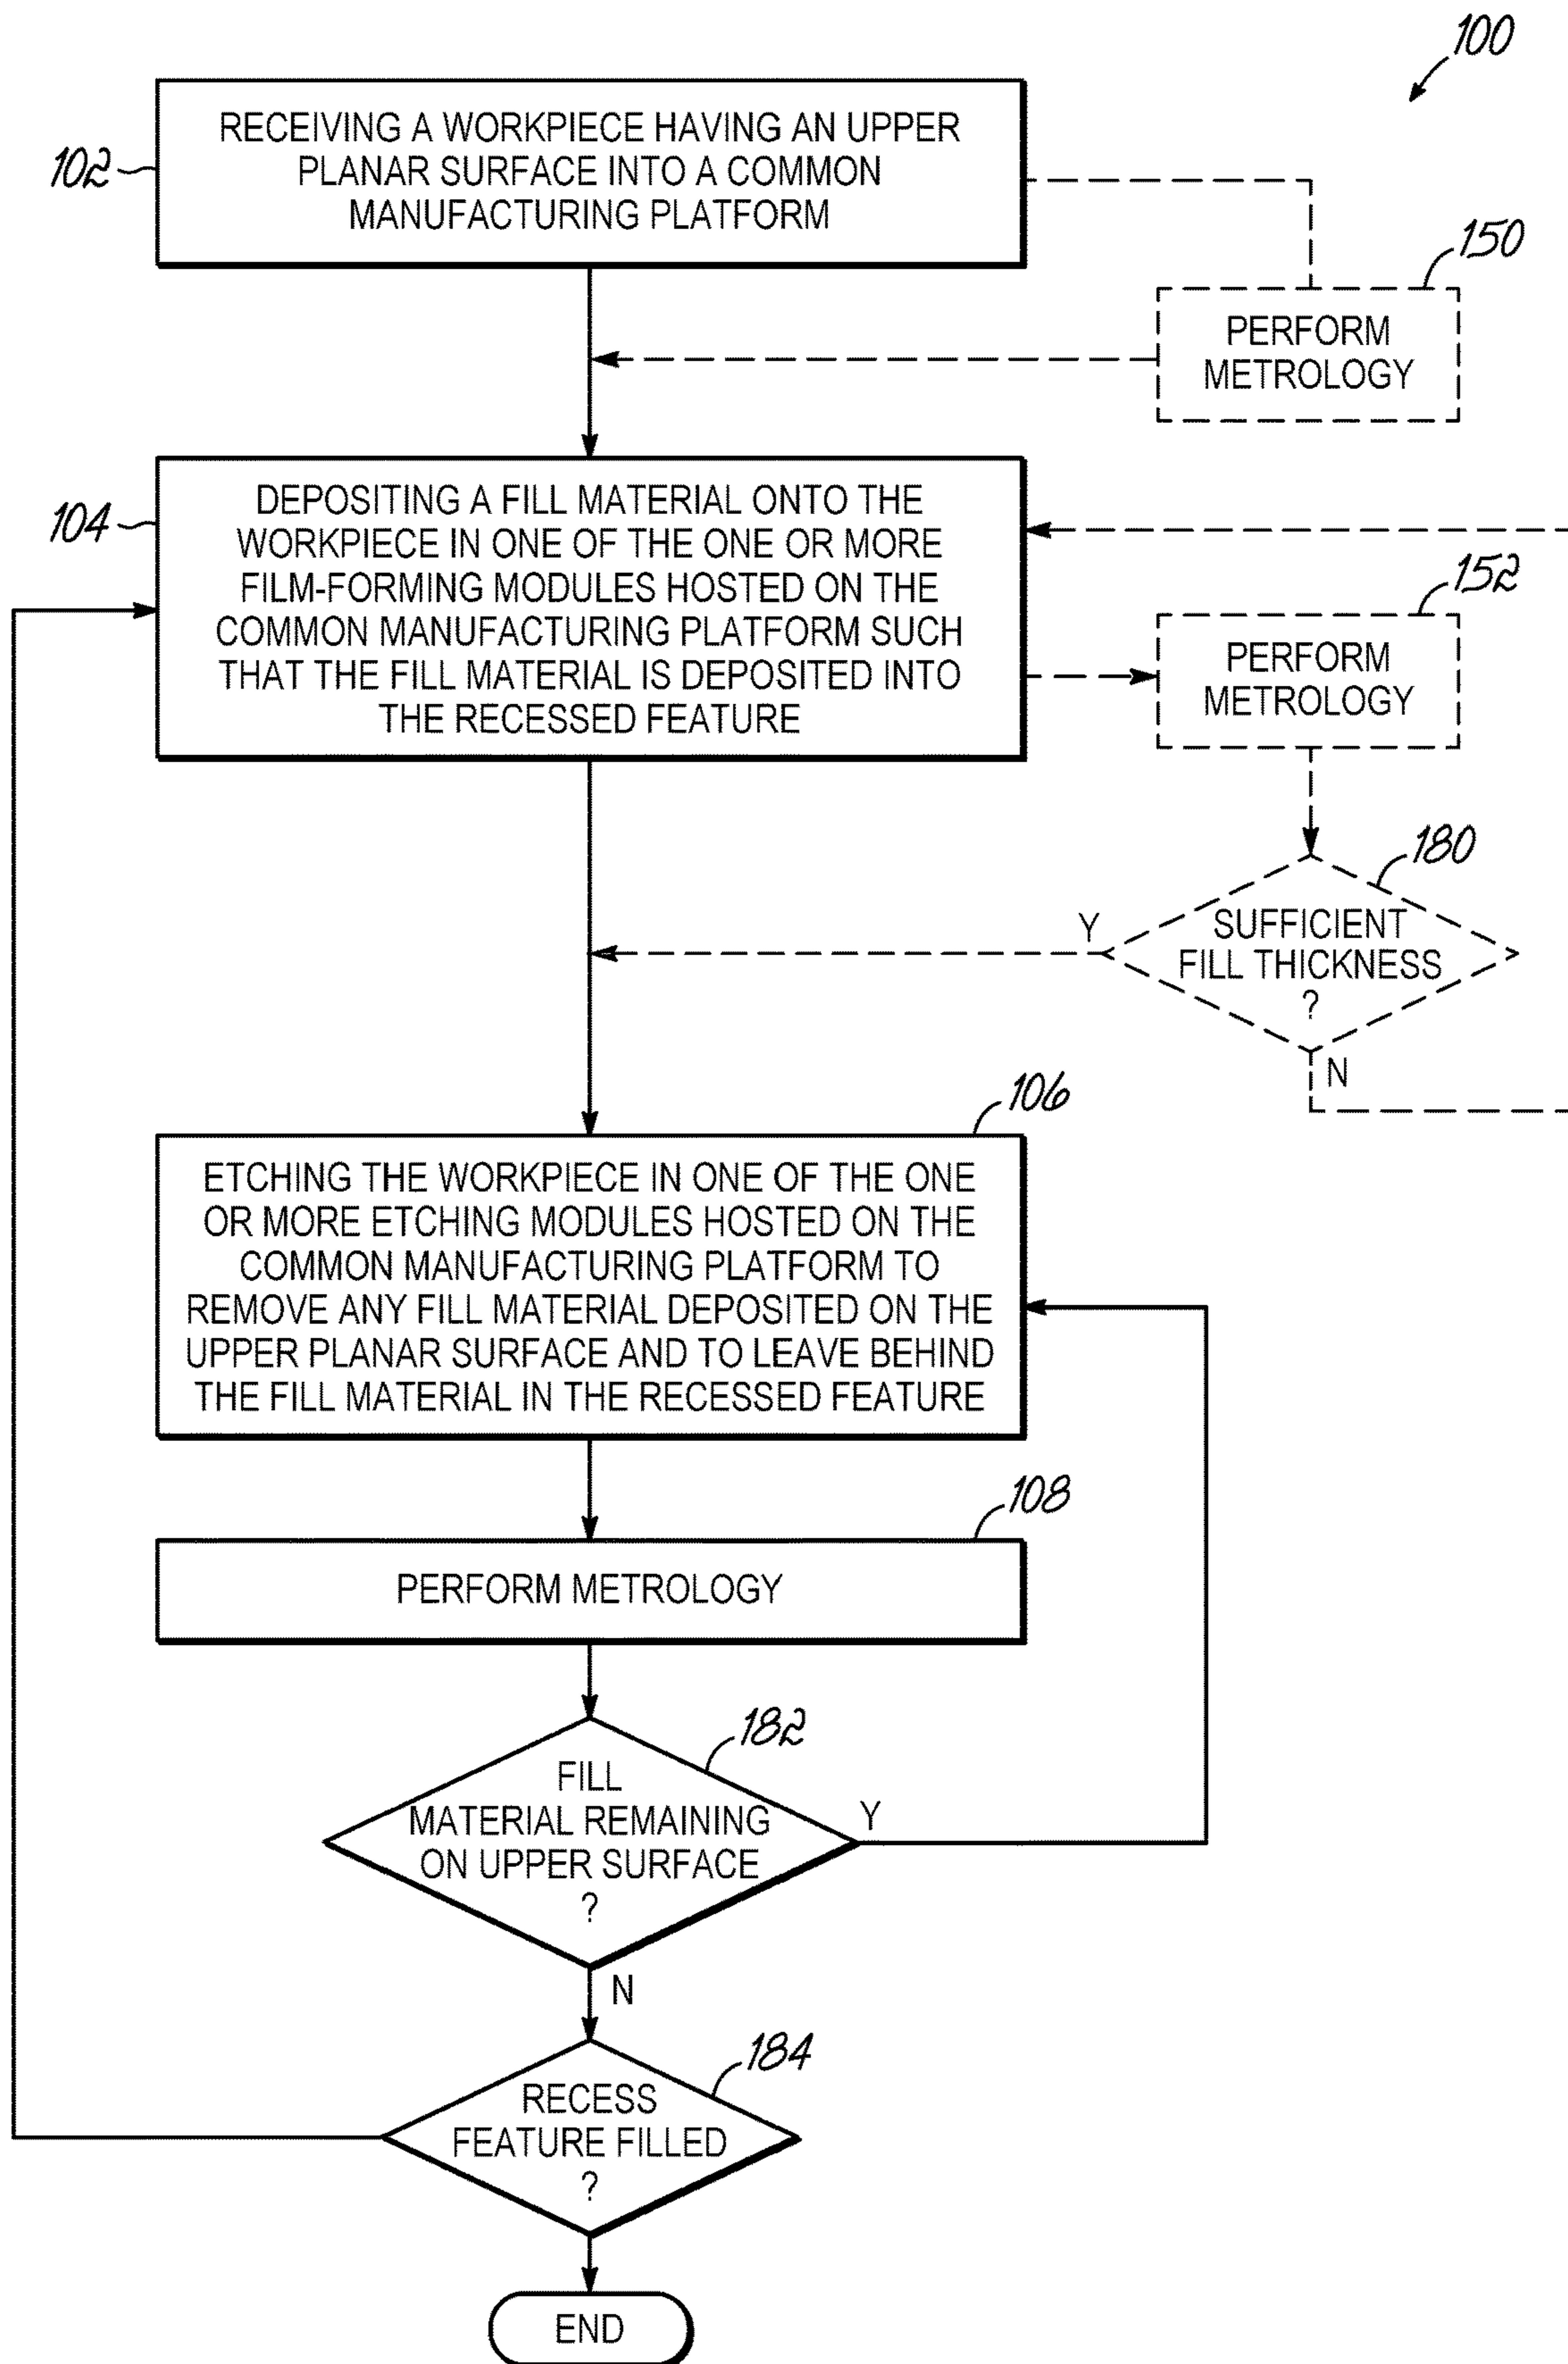 100
RECEIVING A WORKPIECE HAVING AN UPPER
PLANAR SURFACE INTO A COMMON
MANUFACTURING PLATFORM
102
150
PERFORM
METROLOGY
104
DEPOSITING A FILL MATERIAL ONTO THE
WORKPIECE IN ONE OF THE ONE OR MORE
FILM-FORMING MODULES HOSTED ON THE
COMMON MANUFACTURING PLATFORM SUCH
THAT THE FILL MATERIAL IS DEPOSITED INTO
THE RECESSED FEATURE
152
PERFORM
METROLOGY
180
Y
SUFFICIENT
FILL THICKNESS
?
N
106
ETCHING THE WORKPIECE IN ONE OF THE ONE
OR MORE ETCHING MODULES HOSTED ON THE
COMMON MANUFACTURING PLATFORM TO
REMOVE ANY FILL MATERIAL DEPOSITED ON THE
UPPER PLANAR SURFACE AND TO LEAVE BEHIND
THE FILL MATERIAL IN THE RECESSED FEATURE
108
PERFORM METROLOGY
182
FILL
MATERIAL REMAINING
ON UPPER SURFACE
?
Y
N
184
RECESS
FEATURE FILLED
?
END